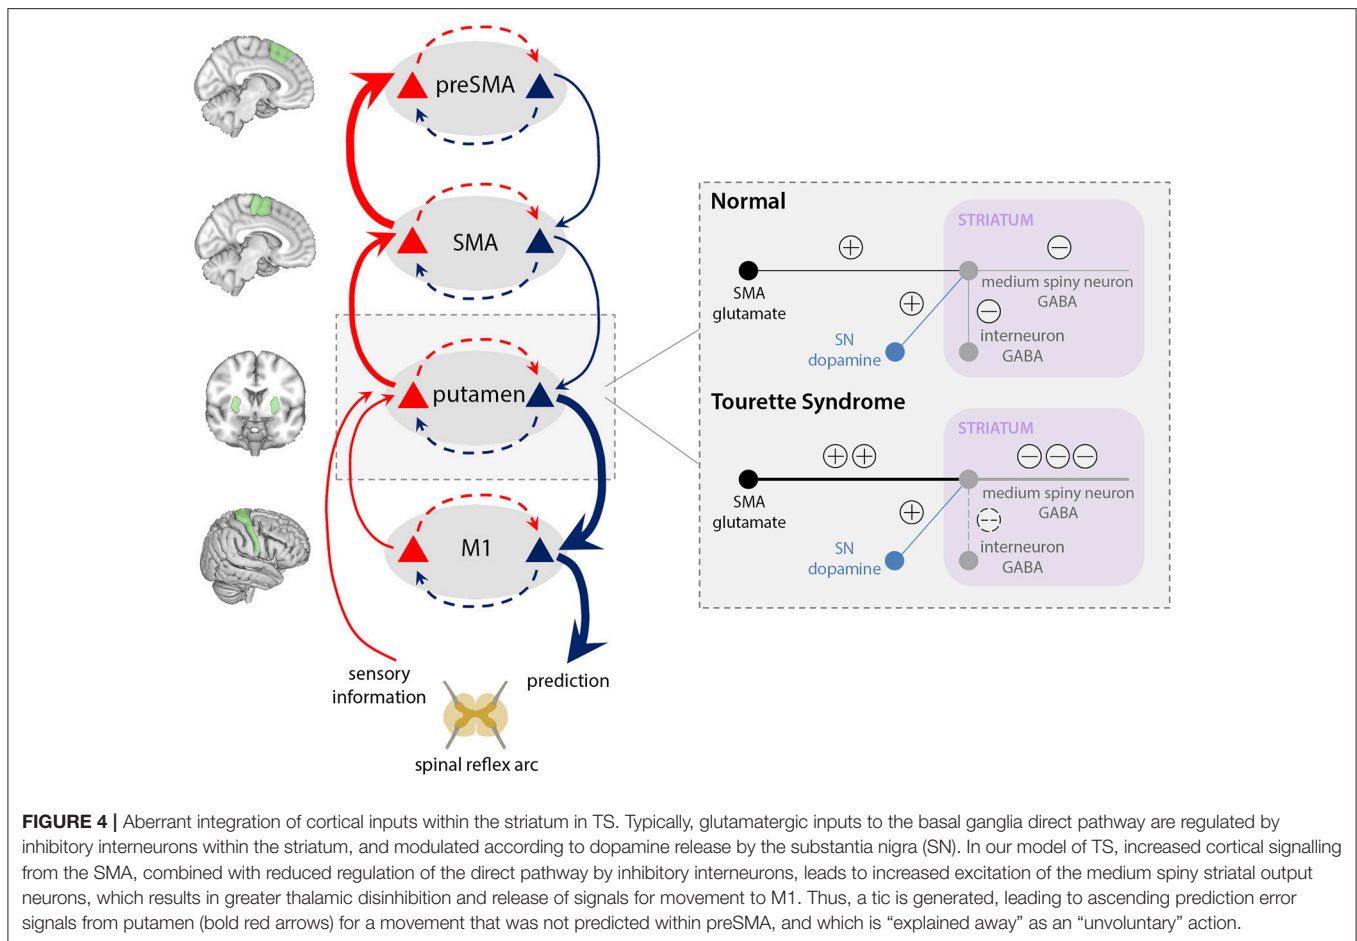 preSMA
SMA
putamen
M1
sensory
information
prediction
spinal reflex arc
Normal
STRIATUM
+
−
SMA
glutamate
medium spiny neuron
GABA
+
−
SN
dopamine
interneuron
GABA
Tourette Syndrome
STRIATUM
+ +
− − −
SMA
glutamate
medium spiny neuron
GABA
+
--
SN
dopamine
interneuron
GABA
FIGURE 4 | Aberrant integration of cortical inputs within the striatum in TS. Typically, glutamatergic inputs to the basal ganglia direct pathway are regulated by
inhibitory interneurons within the striatum, and modulated according to dopamine release by the substantia nigra (SN). In our model of TS, increased cortical signalling
from the SMA, combined with reduced regulation of the direct pathway by inhibitory interneurons, leads to increased excitation of the medium spiny striatal output
neurons, which results in greater thalamic disinhibition and release of signals for movement to M1. Thus, a tic is generated, leading to ascending prediction error
signals from putamen (bold red arrows) for a movement that was not predicted within preSMA, and which is “explained away” as an “unvoluntary” action.